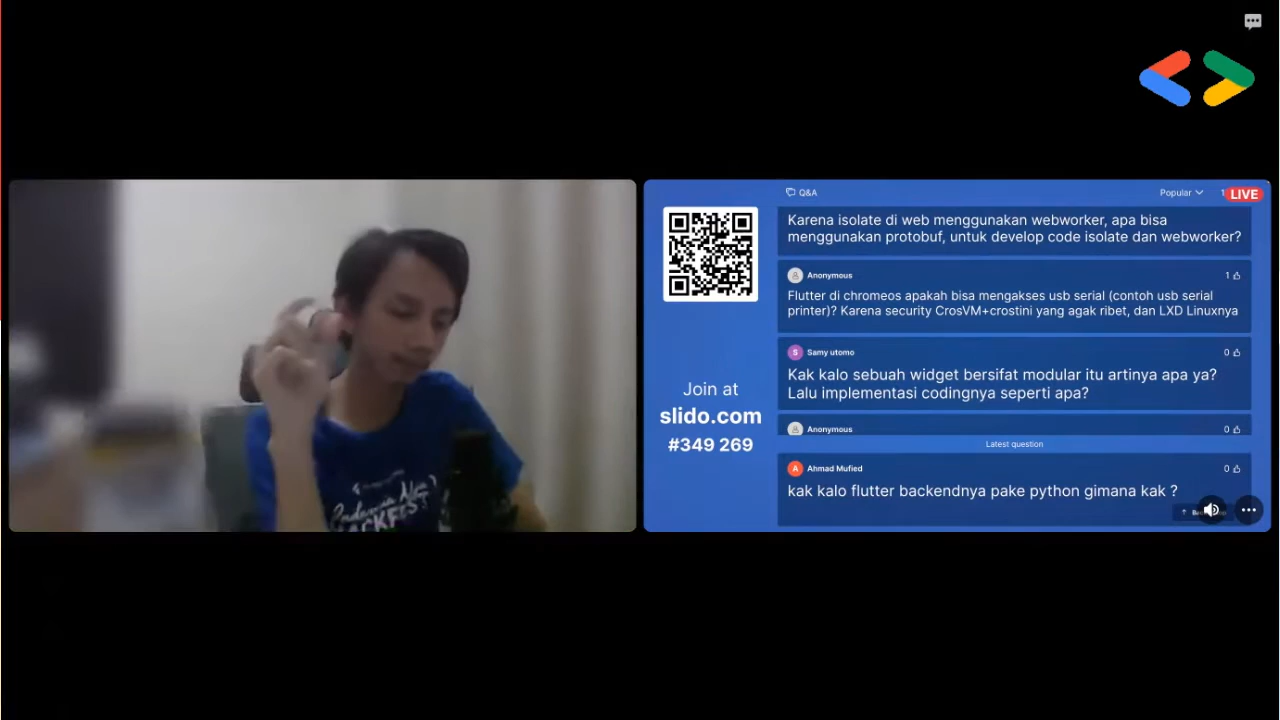 Q&A
Popular
LIVE
Karena isolate di web menggunakan webworker, apa bisa
menggunakan protobuf, untuk develop code isolate dan webworker?
Anonymous
1
Flutter di chromeos apakah bisa mengakses usb serial (contoh usb serial
printer)? Karena security CrosVM+crostini yang agak ribet, dan LXD Linuxnya
S
Samy utomo
0
Kak kalo sebuah widget bersifat modular itu artinya apa ya?
Lalu implementasi codingnya seperti apa?
Anonymous
0
Latest question
A
Ahmad Mufied
0
kak kalo flutter backendnya pake python gimana kak ?
Join at
slido.com
#349 269